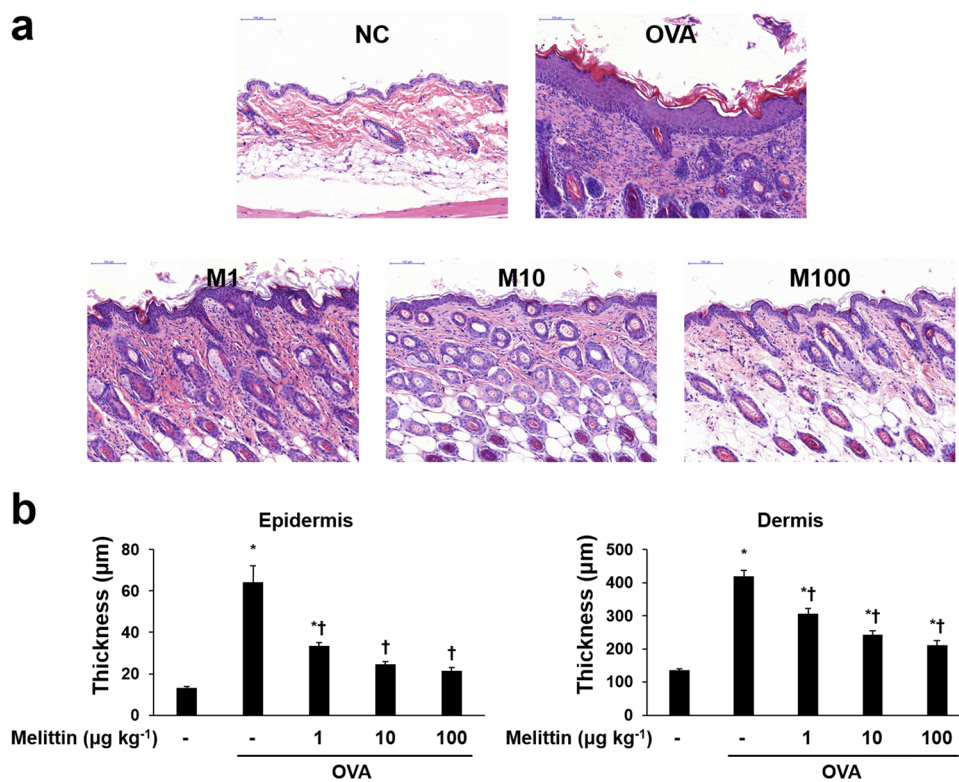 a
NC
OVA
M1
M10
M100
b
Epidermis
Thickness (µm)
80
60
40
20
0
*
*†
†
†
Melittin (µg kg⁻¹)
- - 1 10 100
OVA
Dermis
Thickness (µm)
500
400
300
200
100
0
*
*†
*†
*†
Melittin (µg kg⁻¹)
- - 1 10 100
OVA